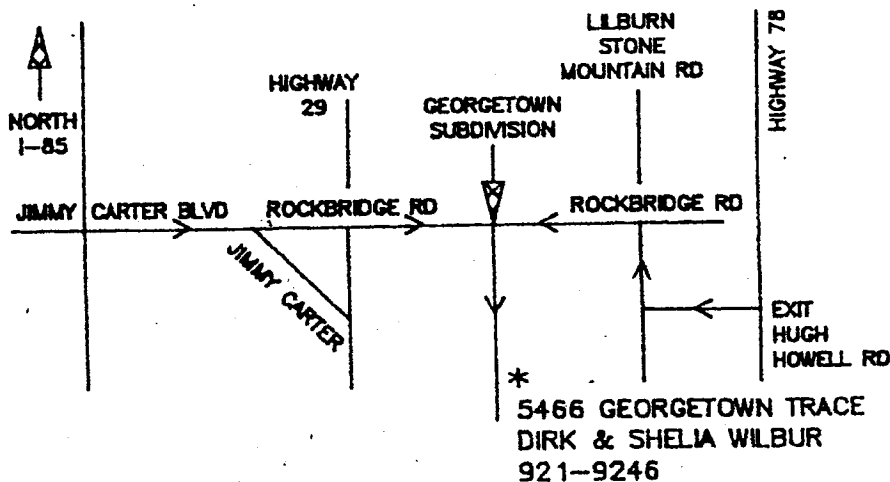 NORTH
I-85
HIGHWAY
29
GEORGETOWN
SUBDIVISION
LILBURN
STONE
MOUNTAIN RD
HIGHWAY 78
JIMMY CARTER BLVD
ROCKBRIDGE RD
ROCKBRIDGE RD
JIMMY CARTER
EXIT
HUGH
HOWELL RD
*
5466 GEORGETOWN TRACE
DIRK & SHELIA WILBUR
921-9246